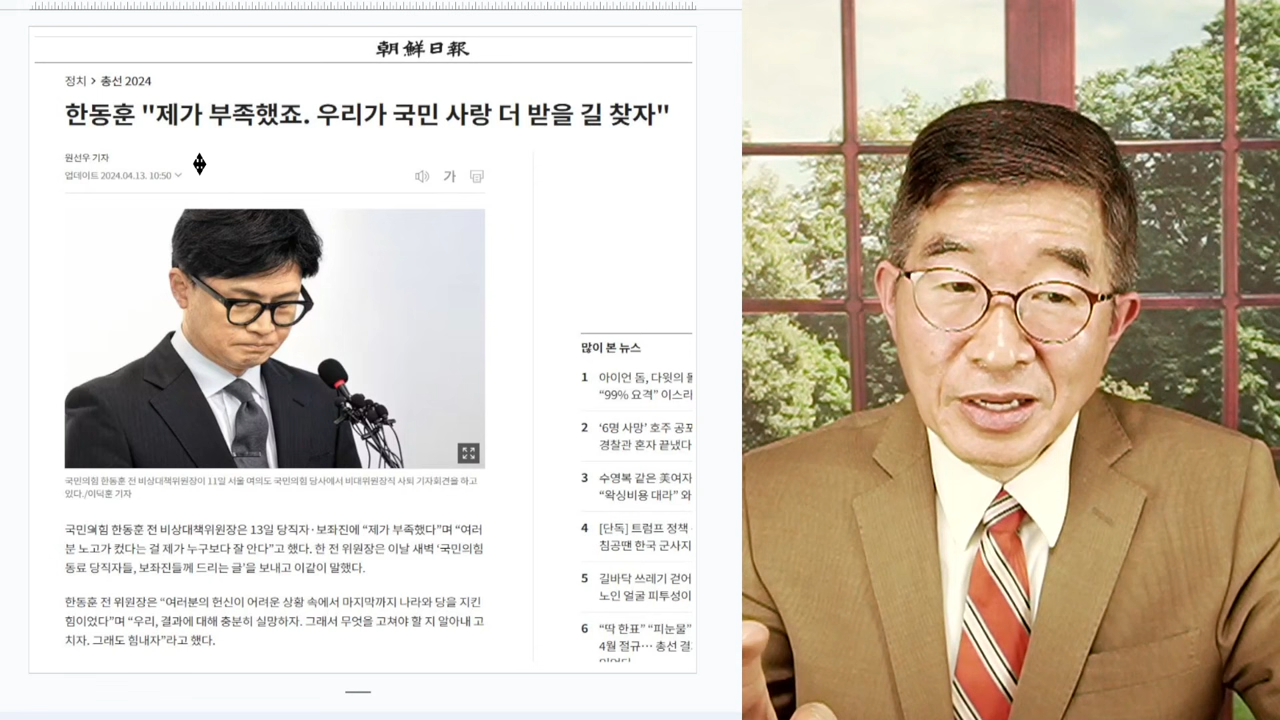 朝鮮日報
정치 > 총선 2024
한동훈 "제가 부족했죠. 우리가 국민 사랑 더 받을 길 찾자"
원선우 기자
업데이트 2024.04.13. 10:50
가
국민의힘 한동훈 전 비상대책위원장이 11일 서울 여의도 국민의힘 당사에서 비대위원장직 사퇴 기자회견을 하고
있다./이덕훈 기자
국민의힘 한동훈 전 비상대책위원장은 13일 당직자·보좌진에 “제가 부족했다”며 “여러
분 노고가 컸다는 걸 제가 누구보다 잘 안다”고 했다. 한 전 위원장은 이날 새벽 ‘국민의힘
동료 당직자들, 보좌진들께 드리는 글’을 보내고 이같이 말했다.
한동훈 전 위원장은 “여러분의 헌신이 어려운 상황 속에서 마지막까지 나라와 당을 지킨
힘이었다”며 “우리, 결과에 대해 충분히 실망하자. 그래서 무엇을 고쳐야 할 지 알아내 고
치자. 그래도 힘내자”라고 했다.
많이 본 뉴스
1 아이언 돔, 다윗의
“99% 요격” 이스라
2 ‘6명 사망’ 호주 공포
경찰관 혼자 끝냈다
3 수영복 같은 美여자
“왁싱비용 대라” 와
4 [단독] 트럼프 정책
침공땐 한국 군사지
5 길바닥 쓰레기 걷어
노인 얼굴 피투성이
6 “딱 한표” “피눈물”
4월 절규… 총선 결